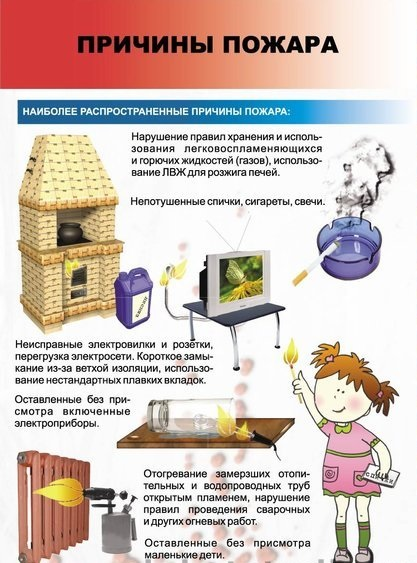 ПРИЧИНЫ ПОЖАРА
НАИБОЛЕЕ РАСПРОСТРАНЕННЫЕ ПРИЧИНЫ ПОЖАРА:
Нарушение правил хранения и исполь-
зования легковоспламеняющихся
и горючих жидкостей (газов), использо-
вание ЛВЖ для розжига печей.
Непотушенные спички, сигареты, свечи.
Неисправные электровилки и розетки,
перегрузка электросети. Короткое замы-
кание из-за ветхой изоляции, использо-
вание нестандартных плавких вкладок.
Оставленные без при-
смотра включенные
электроприборы.
Отогревание замерзших отопи-
тельных и водопроводных труб
открытым пламенем, нарушение
правил проведения сварочных
и других огневых работ.
Оставленные без присмотра
маленькие дети.